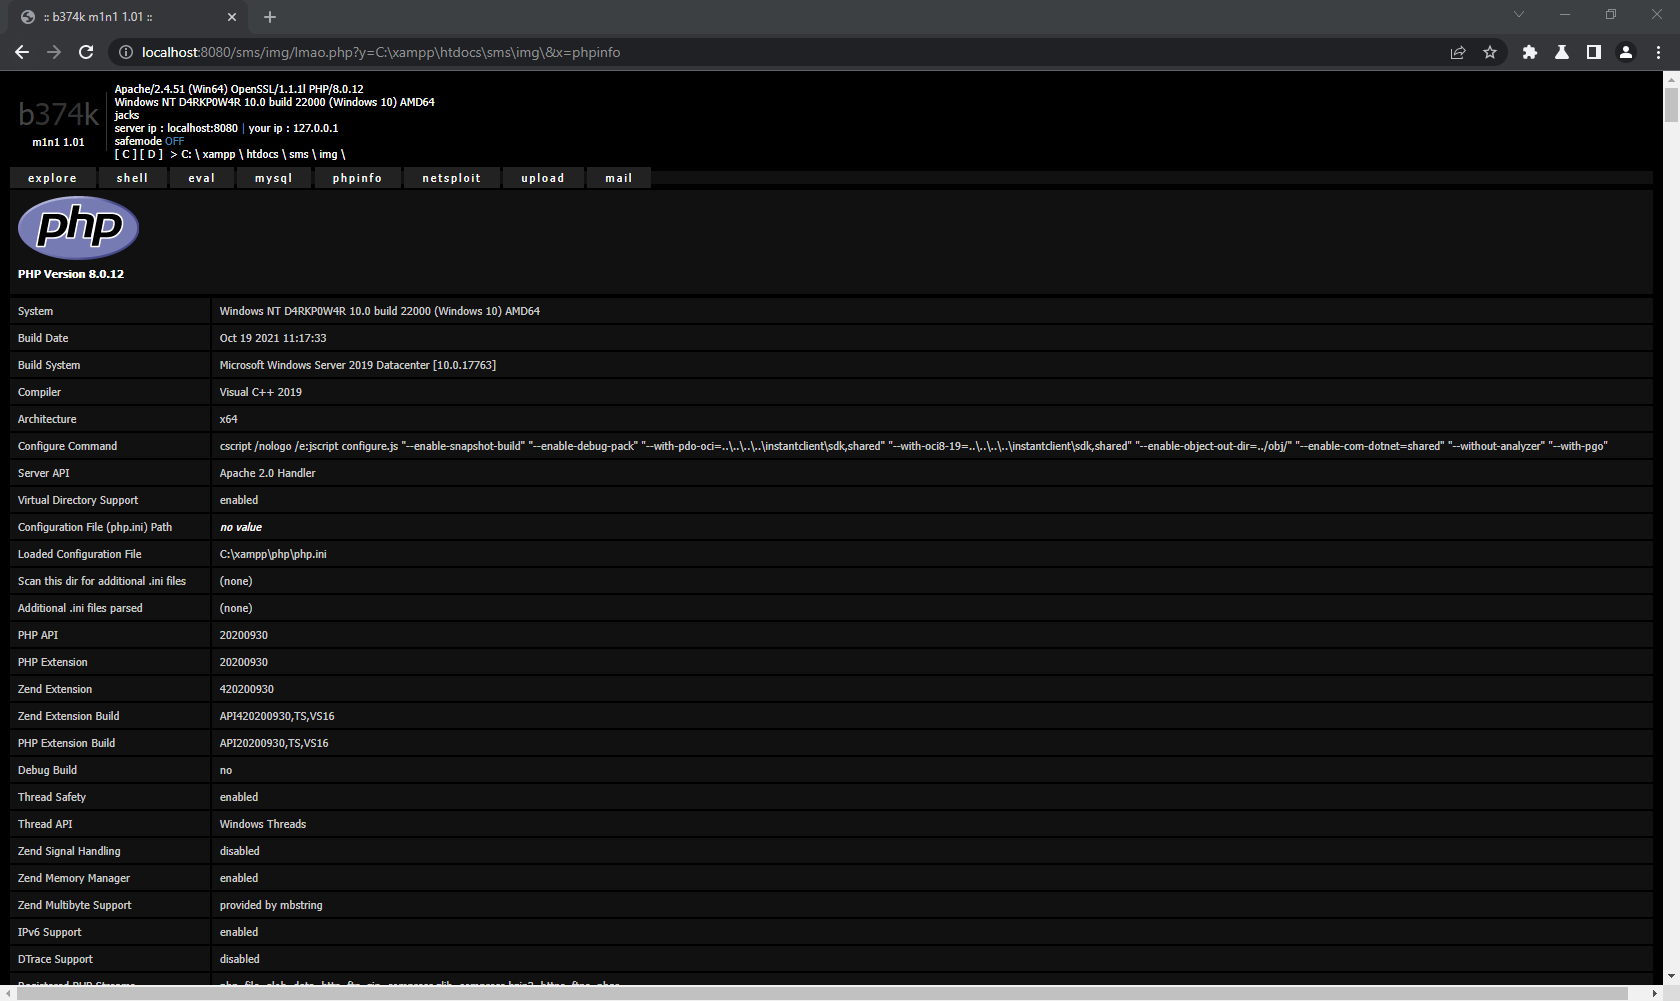 :: b374k m1n1 1.01 ::
localhost:8080/sms/img/lmao.php?y=C:\xampp\htdocs\sms\img\&x=phpinfo
b374k
m1n1 1.01
Apache/2.4.51 (Win64) OpenSSL/1.1.1l PHP/8.0.12
Windows NT D4RKP0W4R 10.0 build 22000 (Windows 10) AMD64
jacks
server ip : localhost:8080 | your ip : 127.0.0.1
safemode OFF
[ C ] [ D ] > C: \ xampp \ htdocs \ sms \ img \
explore shell eval mysql phpinfo netsploit upload mail
php
PHP Version 8.0.12
System Windows NT D4RKP0W4R 10.0 build 22000 (Windows 10) AMD64
Build Date Oct 19 2021 11:17:33
Build System Microsoft Windows Server 2019 Datacenter [10.0.17763]
Compiler Visual C++ 2019
Architecture x64
Configure Command cscript /nologo /e:jscript configure.js "--enable-snapshot-build" "--enable-debug-pack" "--with-pdo-oci=..\..\..\..\instantclient\sdk,shared" "--with-oci8-19=..\..\..\..\instantclient\sdk,shared" "--enable-object-out-dir=../obj/" "--enable-com-dotnet=shared" "--without-analyzer" "--with-pgo"
Server API Apache 2.0 Handler
Virtual Directory Support enabled
Configuration File (php.ini) Path no value
Loaded Configuration File C:\xampp\php\php.ini
Scan this dir for additional .ini files (none)
Additional .ini files parsed (none)
PHP API 20200930
PHP Extension 20200930
Zend Extension 420200930
Zend Extension Build API420200930,TS,VS16
PHP Extension Build API20200930,TS,VS16
Debug Build no
Thread Safety enabled
Thread API Windows Threads
Zend Signal Handling disabled
Zend Memory Manager enabled
Zend Multibyte Support provided by mbstring
IPv6 Support enabled
DTrace Support disabled